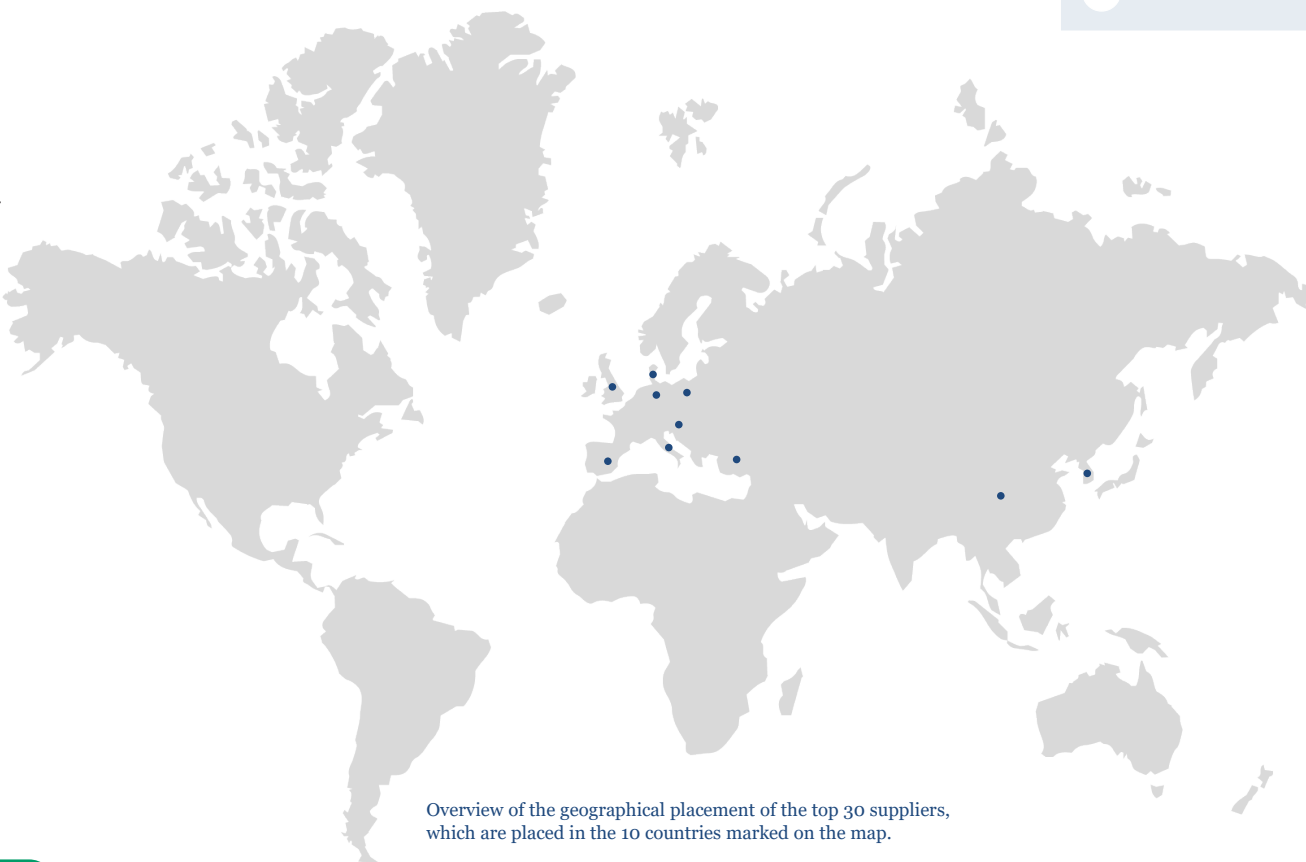 Overview of the geographical placement of the top 30 suppliers,
which are placed in the 10 countries marked on the map.